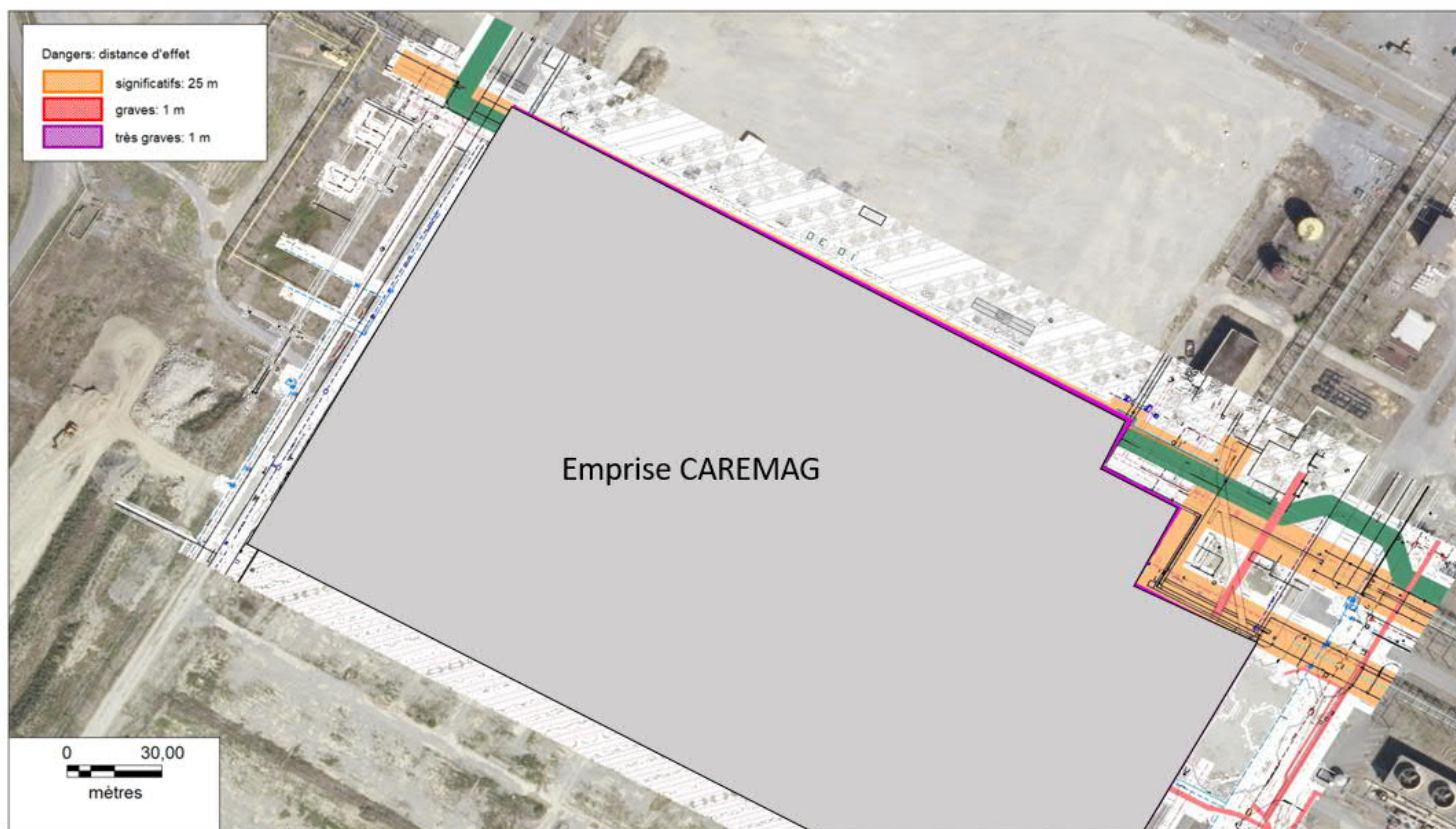 Dangers: distance d'effet
significatifs: 25 m
graves: 1 m
très graves: 1 m
Emprise CAREMAG
0 30,00
mètres